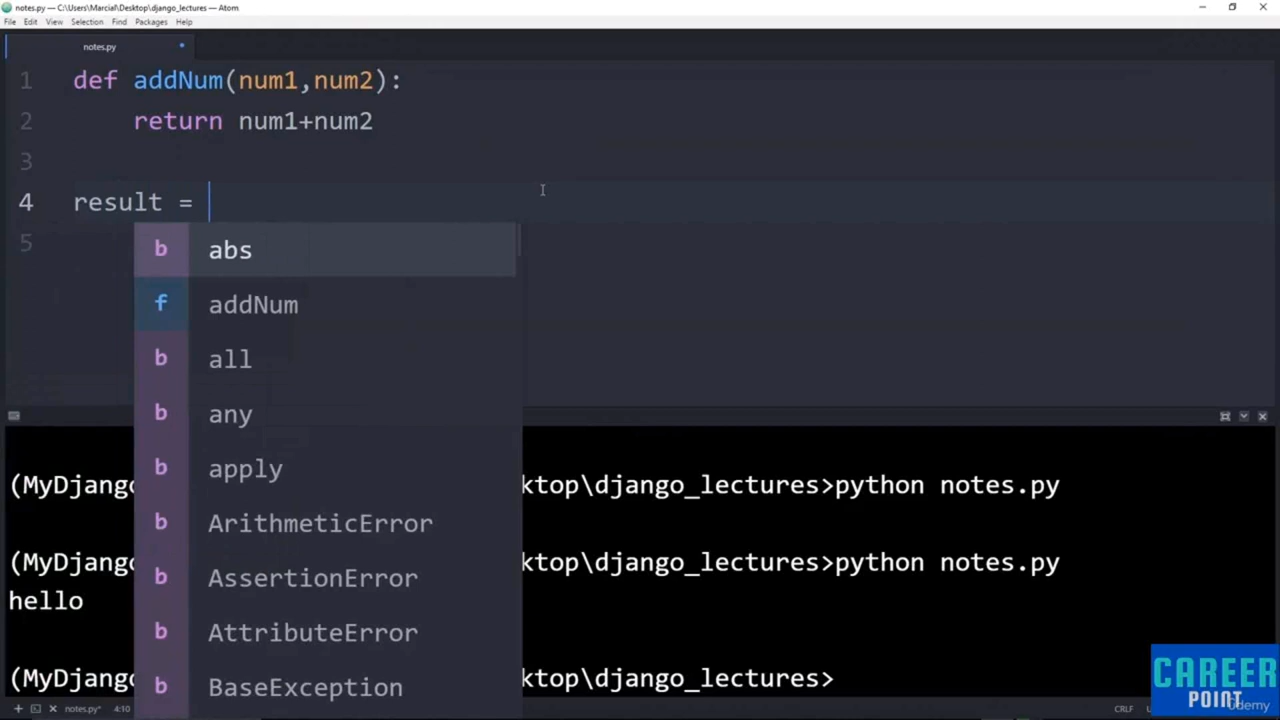 notes.py — C:\Users\Marcial\Desktop\django_lectures — Atom
File Edit View Selection Find Packages Help
notes.py
1 def addNum(num1,num2):
2 return num1+num2
3
4 result =
5
b abs
f addNum
b all
b any
b apply
b ArithmeticError
b AssertionError
b AttributeError
b BaseException
(MyDjango ktop\django_lectures>python notes.py
(MyDjango ktop\django_lectures>python notes.py
hello
(MyDjango ktop\django_lectures>
notes.py* 4:10 CRLF
CAREER
POINT
Udemy